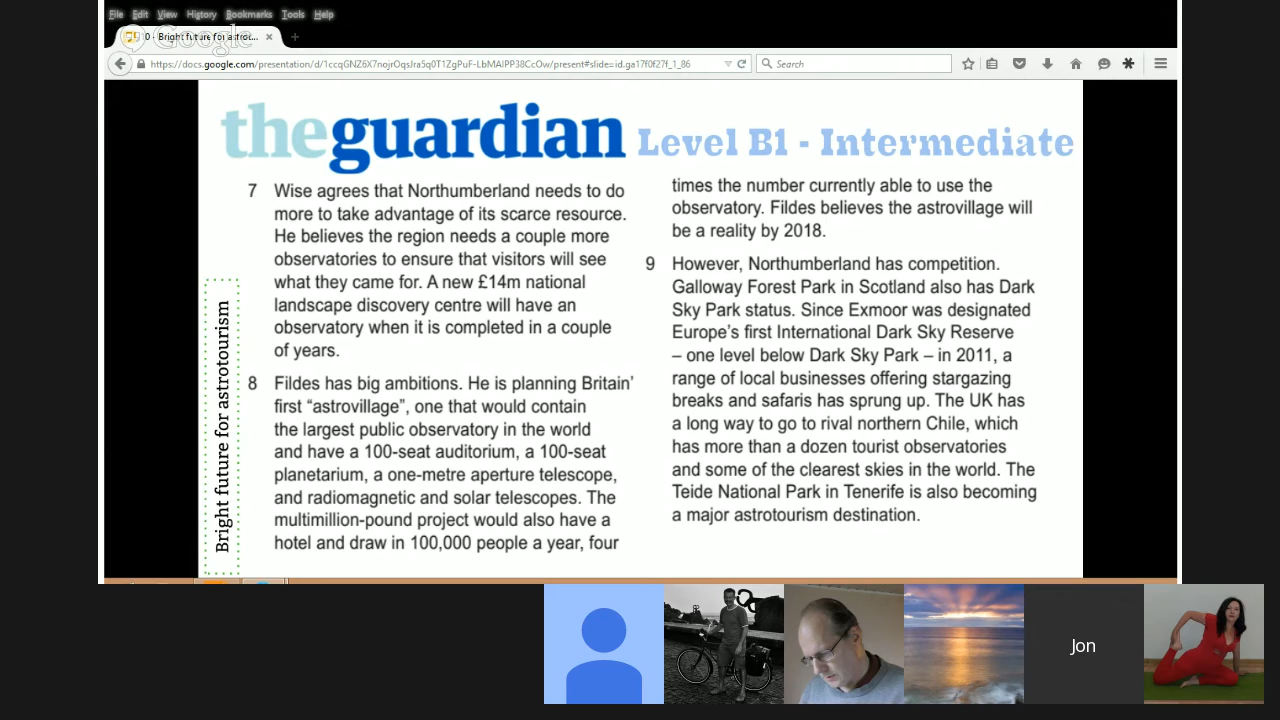 File Edit View History Bookmarks Tools Help
Google
10 - Bright future for astrot...
https://docs.google.com/presentation/d/1ccqGNZ6X7nojrOqsJra5q0T1ZgPuF-LbMAIPP38CcOw/present#slide=id.ga17f0f27f_1_86
Search
theguardian Level B1 - Intermediate
Bright future for astrotourism
7 Wise agrees that Northumberland needs to do
more to take advantage of its scarce resource.
He believes the region needs a couple more
observatories to ensure that visitors will see
what they came for. A new £14m national
landscape discovery centre will have an
observatory when it is completed in a couple
of years.
8 Fildes has big ambitions. He is planning Britain’
first “astrovillage”, one that would contain
the largest public observatory in the world
and have a 100-seat auditorium, a 100-seat
planetarium, a one-metre aperture telescope,
and radiomagnetic and solar telescopes. The
multimillion-pound project would also have a
hotel and draw in 100,000 people a year, four
times the number currently able to use the
observatory. Fildes believes the astrovillage will
be a reality by 2018.
9 However, Northumberland has competition.
Galloway Forest Park in Scotland also has Dark
Sky Park status. Since Exmoor was designated
Europe’s first International Dark Sky Reserve
– one level below Dark Sky Park – in 2011, a
range of local businesses offering stargazing
breaks and safaris has sprung up. The UK has
a long way to go to rival northern Chile, which
has more than a dozen tourist observatories
and some of the clearest skies in the world. The
Teide National Park in Tenerife is also becoming
a major astrotourism destination.
Jon